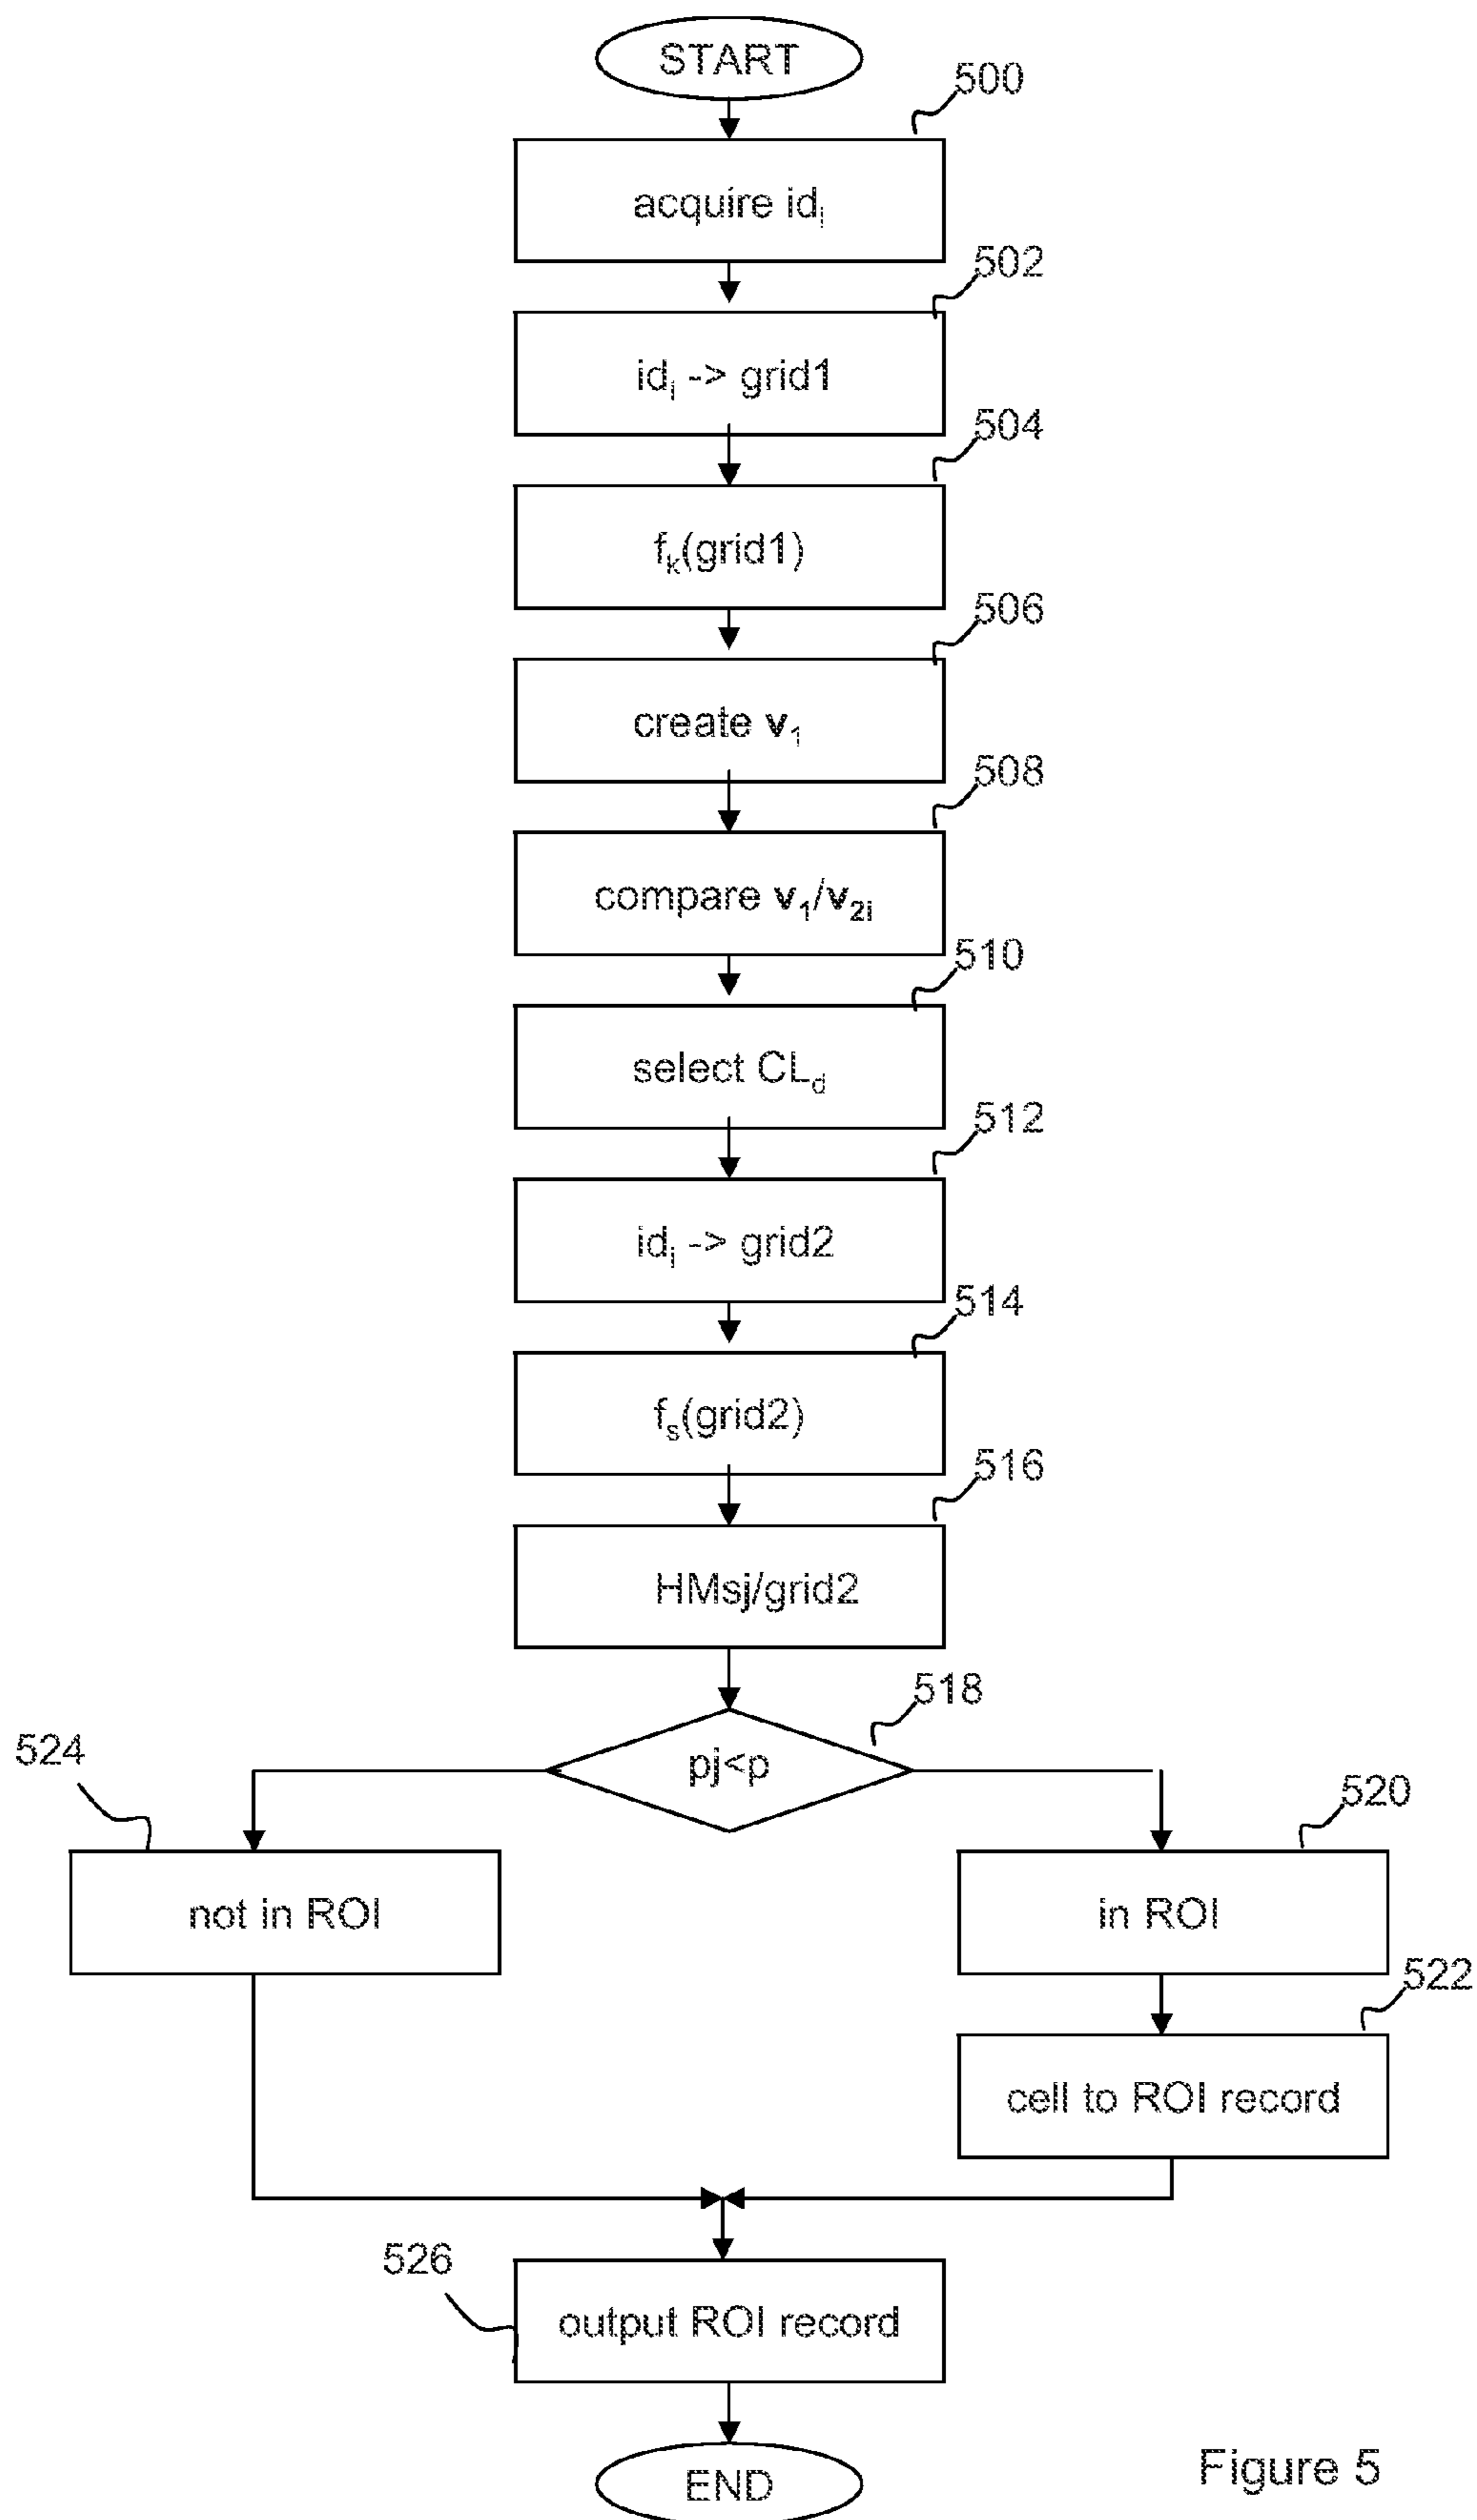 START
500
acquire idᵢ
502
idᵢ -> grid1
504
fₖ(grid1)
506
create v₁
508
compare v₁/v₂ᵢ
510
select CL_d
512
idᵢ -> grid2
514
fₛ(grid2)
516
HMsj/grid2
518
pj<p
524
520
not in ROI
in ROI
522
cell to ROI record
526
output ROI record
END
Figure 5